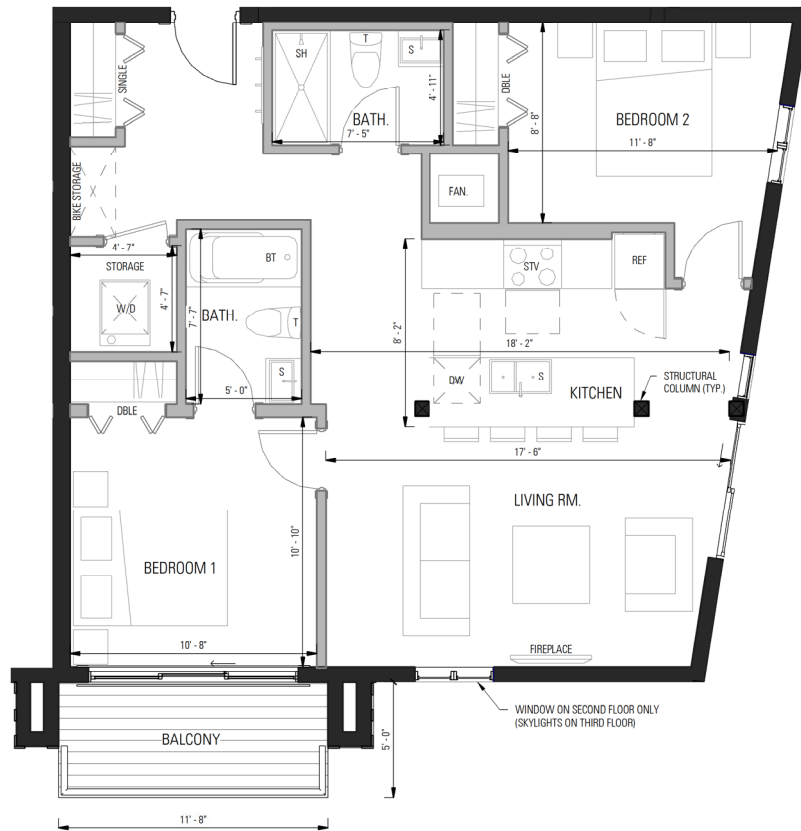 SINGLE
SH
T
S
BATH.
7' - 5"
4' - 11"
DBLE
8' - 8"
BEDROOM 2
11' - 8"
BIKE STORAGE
FAN.
4' - 7"
STORAGE
W/D
4' - 7"
BT
BATH.
7' - 7"
T
S
5' - 0"
STV
REF
8' - 2"
18' - 2"
DW
S
KITCHEN
STRUCTURAL
COLUMN (TYP.)
DBLE
17' - 6"
LIVING RM.
10' - 10"
BEDROOM 1
10' - 8"
FIREPLACE
WINDOW ON SECOND FLOOR ONLY
(SKYLIGHTS ON THIRD FLOOR)
BALCONY
5' - 0"
11' - 8"